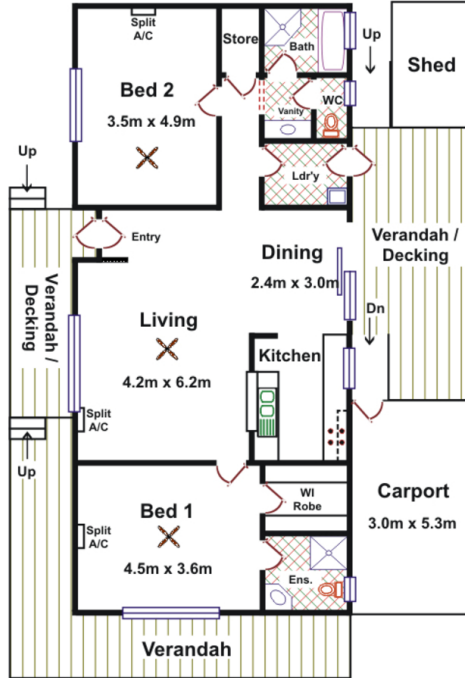 Split
A/C
Store
Bath
Up
Shed
Bed 2
3.5m x 4.9m
WC
Vanity
Up
Ldr'y
Entry
Dining
2.4m x 3.0m
Verandah /
Decking
Verandah /
Decking
Dn
Living
4.2m x 6.2m
Kitchen
Split
A/C
Up
WI
Robe
Carport
3.0m x 5.3m
Bed 1
4.5m x 3.6m
Split
A/C
Ens.
Verandah